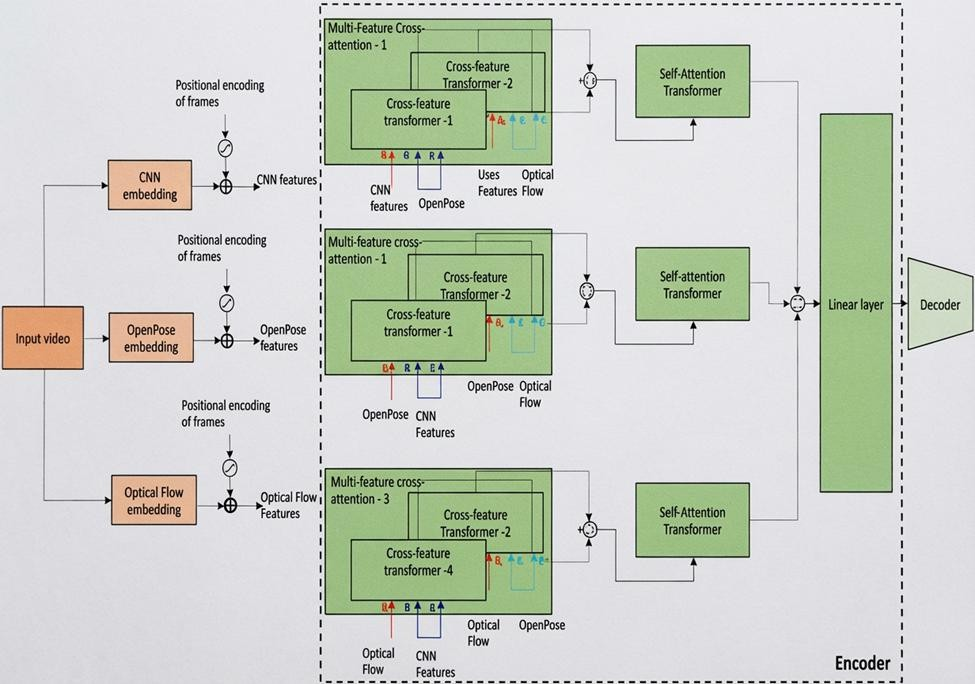 Input video
Positional encoding
of frames
CNN
embedding
CNN features
Positional encoding
of frames
OpenPose
embedding
OpenPose
features
Positional encoding
of frames
Optical Flow
embedding
Optical Flow
Features
Multi-Feature Cross-
attention - 1
Cross-feature
Transformer -2
Cross-feature
transformer -1
CNN
features
OpenPose
Uses
Features
Optical
Flow
Self-Attention
Transformer
Multi-feature cross-
attention - 1
Cross-feature
Transformer -2
Cross-feature
transformer -1
OpenPose
CNN
Features
OpenPose
Optical
Flow
Self-attention
Transformer
Multi-feature cross-
attention - 3
Cross-feature
Transformer -2
Cross-feature
transformer -4
Optical
Flow
CNN
Features
Optical
Flow
OpenPose
Self-Attention
Transformer
Linear layer
Decoder
Encoder